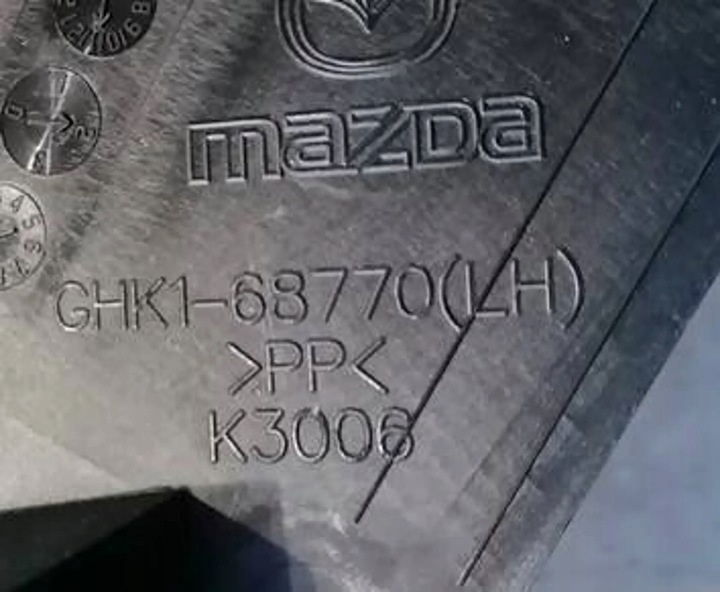 mazda
GHK1-68770(LH)
>PP<
K3006